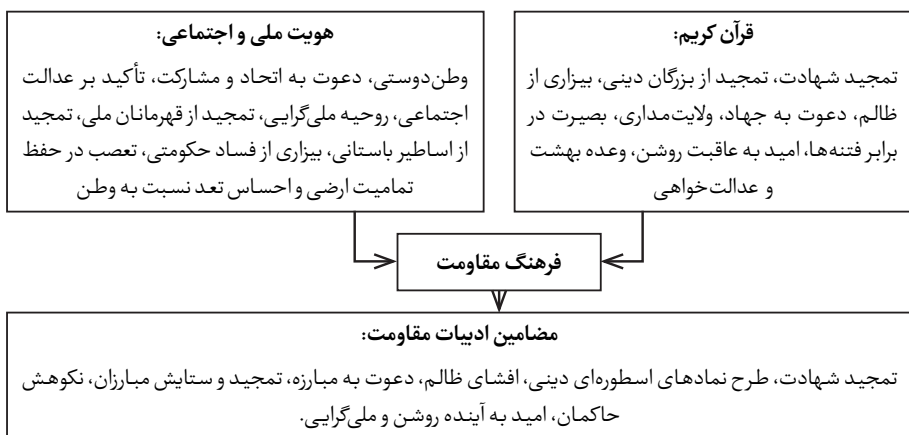 قرآن کریم:
تمجید شهادت، تمجید از بزرگان دینی، بیزاری از
ظالم، دعوت به جهاد، ولایت‌مداری، بصیرت در
برابر فتنه‌ها، امید به عاقبت روشن، وعده بهشت
و عدالت‌خواهی
هویت ملی و اجتماعی:
وطن‌دوستی، دعوت به اتحاد و مشارکت، تأکید بر عدالت
اجتماعی، روحیه ملی‌گرایی، تمجید از قهرمانان ملی، تمجید
از اساطیر باستانی، بیزاری از فساد حکومتی، تعصب در حفظ
تمامیت ارضی و احساس تعد نسبت به وطن
فرهنگ مقاومت
مضامین ادبیات مقاومت:
تمجید شهادت، طرح نمادهای اسطوره‌ای دینی، افشای ظالم، دعوت به مبارزه، تمجید و ستایش مبارزان، نکوهش
حاکمان، امید به آینده روشن و ملی‌گرایی.